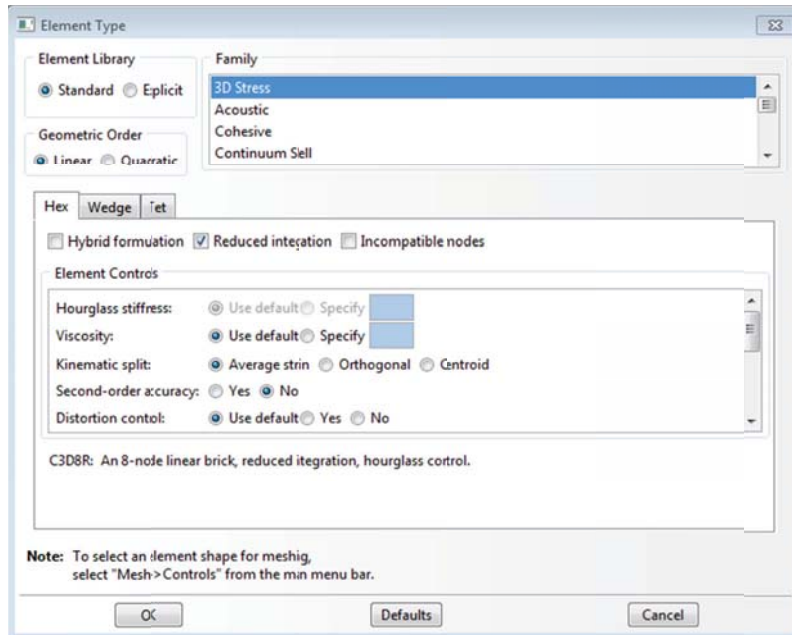 Element Type
Element Library
Standard Eplicit
Family
3D Stress
Acoustic
Cohesive
Continuum Sell
Geometric Order
Linear Quacratic
Hex Wedge Tet
Hybrid formulation Reduced integration Incompatible nodes
Element Controls
Hourglass stiffress: Use default Specify
Viscosity: Use default Specify
Kinematic split: Average strin Orthogonal Centroid
Second-order accuracy: Yes No
Distortion contol: Use default Yes No
C3D8R: An 8-node linear brick, reduced itegration, hourglass control.
Note: To select an element shape for meshig,
select "Mesh->Controls" from the min menu bar.
OK Defaults Cancel